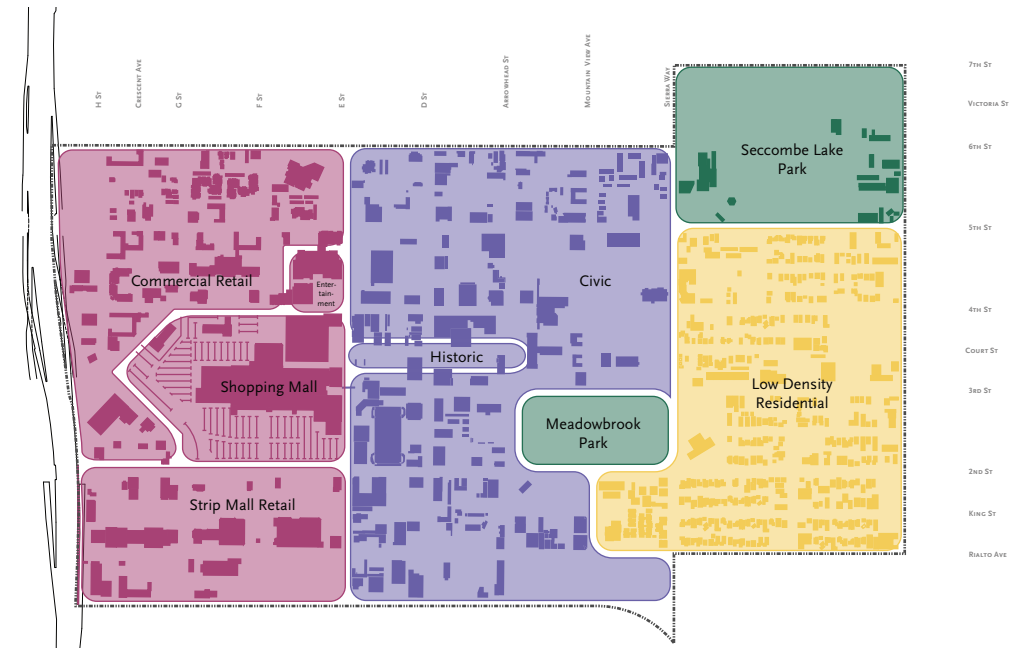 H St
Crescent Ave
G St
F St
E St
D St
Arrowhead St
Mountain View Ave
Sierra Way
7th St
Victoria St
6th St
5th St
4th St
Court St
3rd St
2nd St
King St
Rialto Ave
Seccombe Lake
Park
Commercial Retail
Enter-
tain-
ment
Civic
Historic
Shopping Mall
Low Density
Residential
Meadowbrook
Park
Strip Mall Retail